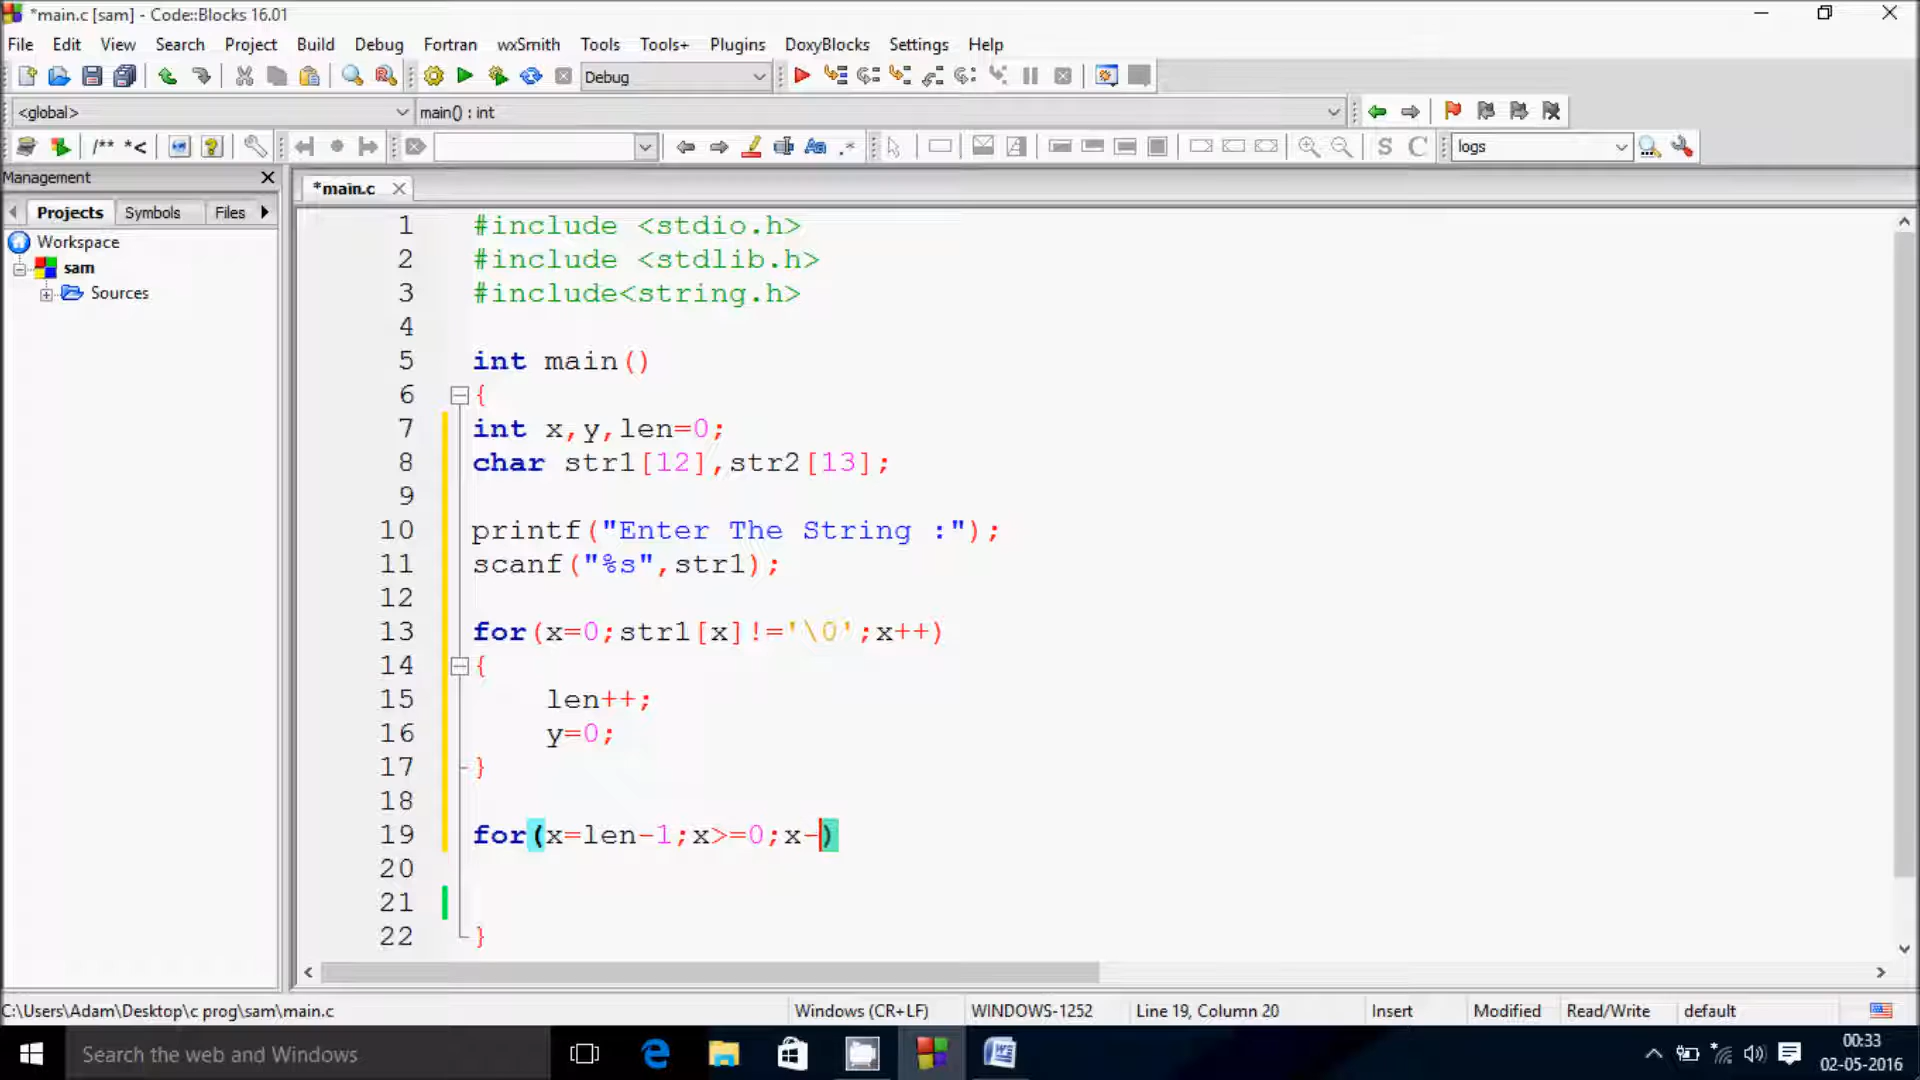 *main.c [sam] - Code::Blocks 16.01
File Edit View Search Project Build Debug Fortran wxSmith Tools Tools+ Plugins DoxyBlocks Settings Help
Debug
<global> main() : int
/** *< logs
S C
Management
*main.c
Projects Symbols Files
Workspace
sam
Sources
1 #include <stdio.h>
2 #include <stdlib.h>
3 #include<string.h>
4
5 int main()
6 {
7 int x,y,len=0;
8 char str1[12],str2[13];
9
10 printf("Enter The String :");
11 scanf("%s",str1);
12
13 for(x=0;str1[x]!='\0';x++)
14 {
15 len++;
16 y=0;
17 }
18
19 for(x=len-1;x>=0;x-)
20
21
22 }
C:\Users\Adam\Desktop\c prog\sam\main.c Windows (CR+LF) WINDOWS-1252 Line 19, Column 20 Insert Modified Read/Write default
Search the web and Windows
00:33
02-05-2016